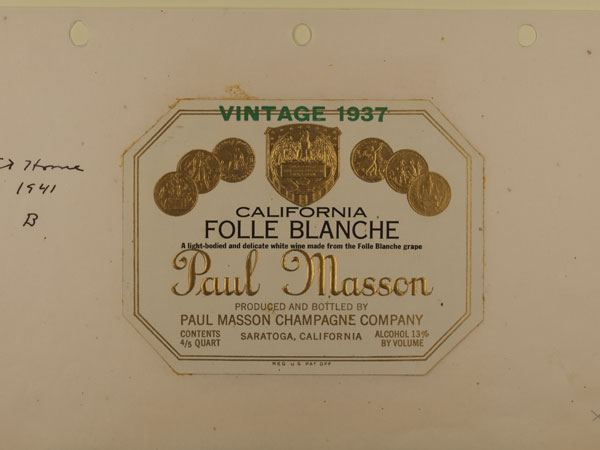 Home
1941
B
VINTAGE 1937
CALIFORNIA
FOLLE BLANCHE
A light-bodied and delicate white wine made from the Folle Blanche grape
Paul Masson
PRODUCED AND BOTTLED BY
PAUL MASSON CHAMPAGNE COMPANY
CONTENTS
4/5 QUART
SARATOGA, CALIFORNIA
ALCOHOL 13%
BY VOLUME
REG. U.S. PAT. OFF.